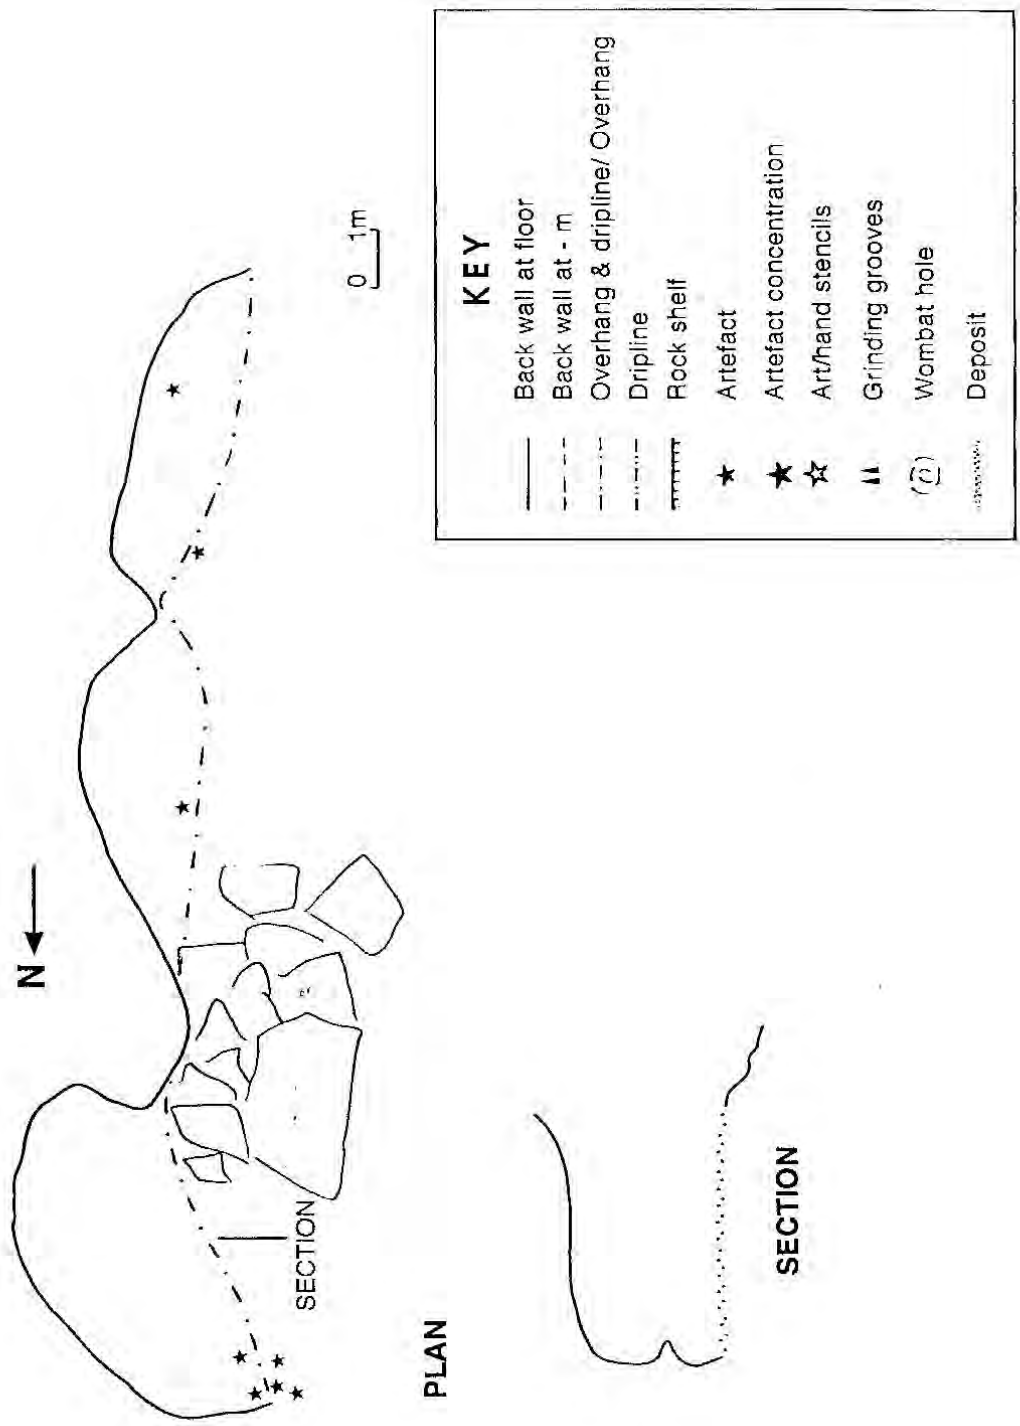 N
0 1m
SECTION
PLAN
SECTION
KEY
Back wall at floor
Back wall at - m
Overhang & dripline/ Overhang
Dripline
Rock shelf
Artefact
Artefact concentration
Art/hand stencils
Grinding grooves
Wombat hole
Deposit